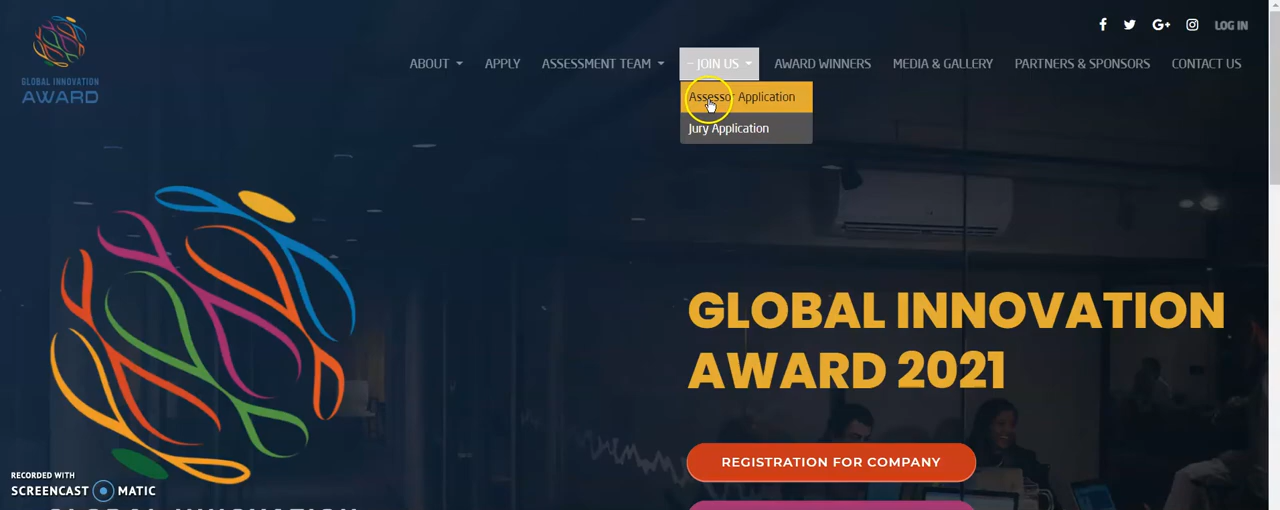 LOG IN
GLOBAL INNOVATION
AWARD
ABOUT APPLY ASSESSMENT TEAM – JOIN US AWARD WINNERS MEDIA & GALLERY PARTNERS & SPONSORS CONTACT US
Assessor Application
Jury Application
GLOBAL INNOVATION
AWARD 2021
REGISTRATION FOR COMPANY
RECORDED WITH
SCREENCAST MATIC